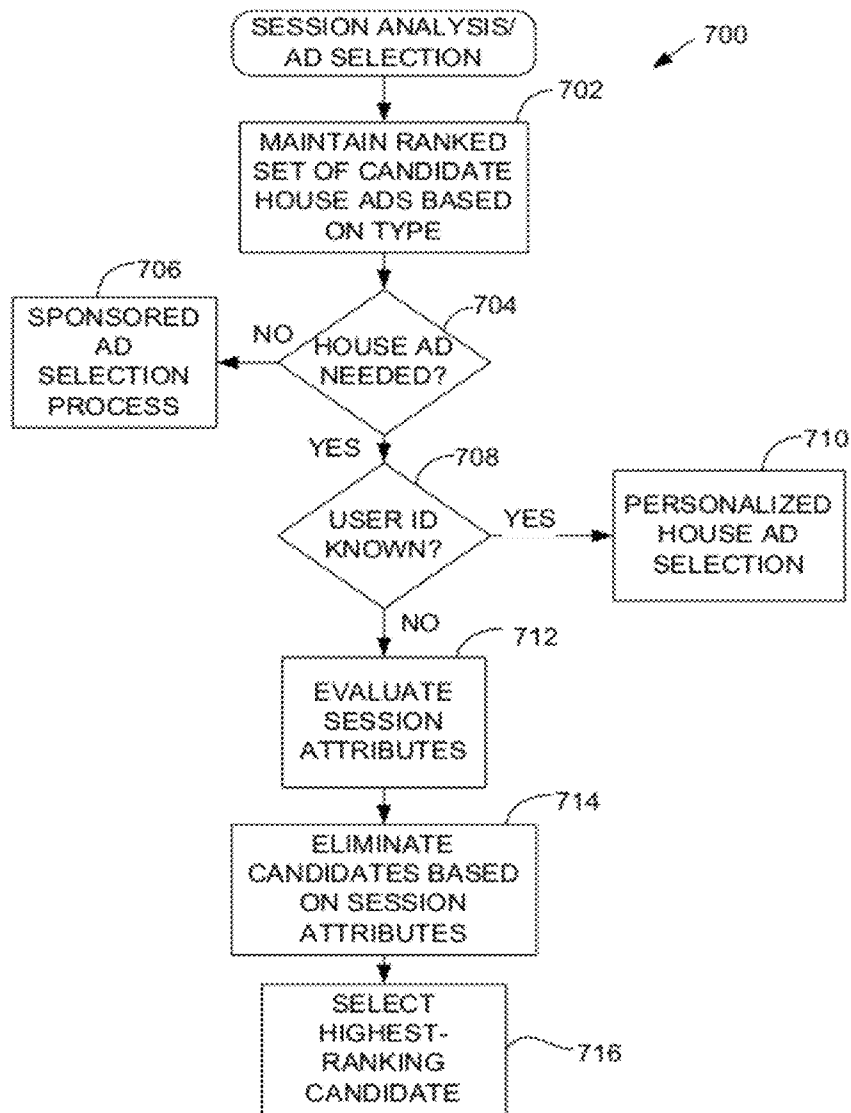 SESSION ANALYSIS/
AD SELECTION
700
702
MAINTAIN RANKED
SET OF CANDIDATE
HOUSE ADS BASED
ON TYPE
706
SPONSORED
AD
SELECTION
PROCESS
NO
704
HOUSE AD
NEEDED?
YES
708
USER ID
KNOWN?
YES
710
PERSONALIZED
HOUSE AD
SELECTION
NO
712
EVALUATE
SESSION
ATTRIBUTES
714
ELIMINATE
CANDIDATES BASED
ON SESSION
ATTRIBUTES
SELECT
HIGHEST-
RANKING
CANDIDATE
716